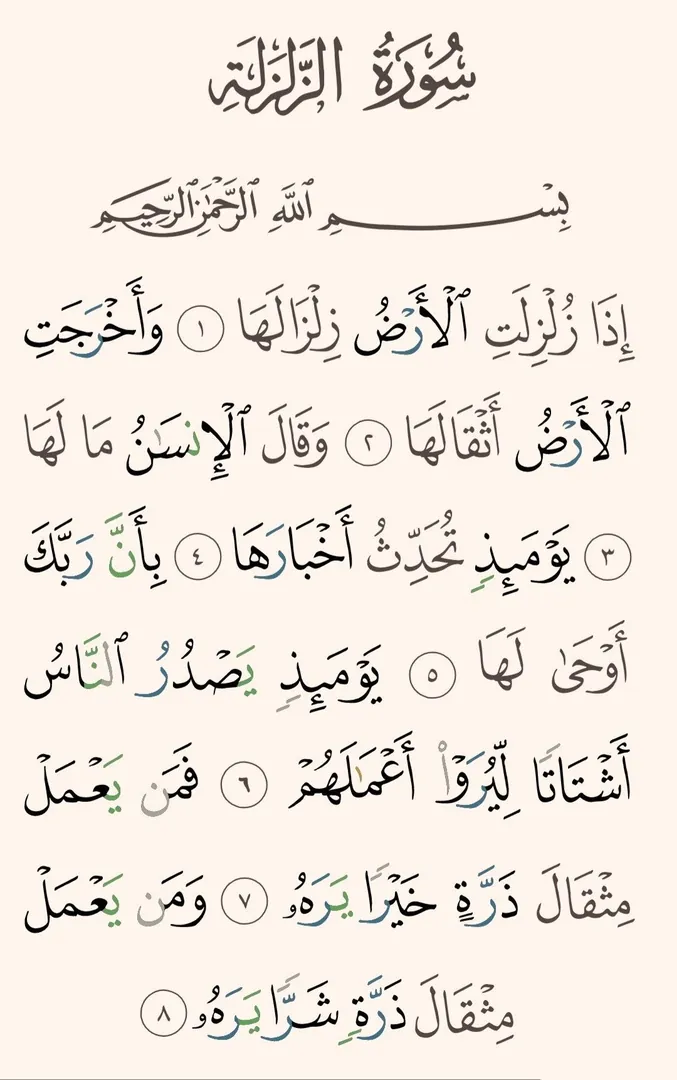 سُورَةُ الزَّلْزَلَةِ
بِسْمِ ٱللَّهِ ٱلرَّحْمَٰنِ ٱلرَّحِيمِ
إِذَا زُلْزِلَتِ ٱلْأَرْضُ زِلْزَالَهَا ١ وَأَخْرَجَتِ
ٱلْأَرْضُ أَثْقَالَهَا ٢ وَقَالَ ٱلْإِنسَٰنُ مَا لَهَا
٣ يَوْمَئِذٍ تُحَدِّثُ أَخْبَارَهَا ٤ بِأَنَّ رَبَّكَ
أَوْحَىٰ لَهَا ٥ يَوْمَئِذٍ يَصْدُرُ ٱلنَّاسُ
أَشْتَاتًا لِّيُرَوْا۟ أَعْمَٰلَهُمْ ٦ فَمَن يَعْمَلْ
مِثْقَالَ ذَرَّةٍ خَيْرًا يَرَهُۥ ٧ وَمَن يَعْمَلْ
مِثْقَالَ ذَرَّةٍ شَرًّا يَرَهُۥ ٨